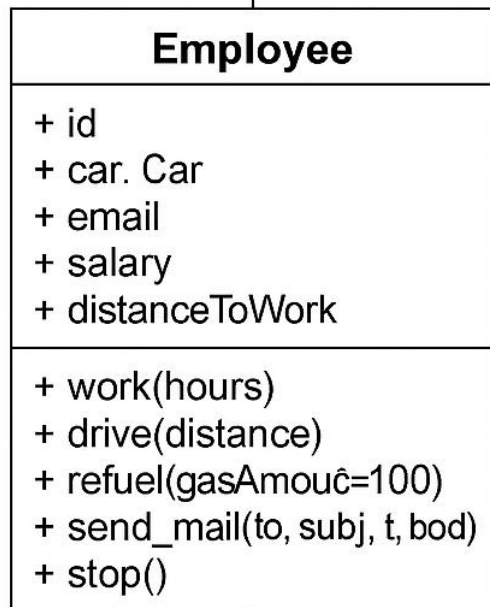 Employee
+ id
+ car. Car
+ email
+ salary
+ distanceToWork
+ work(hours)
+ drive(distance)
+ refuel(gasAmouĉ=100)
+ send_mail(to, subj, t, bod)
+ stop()